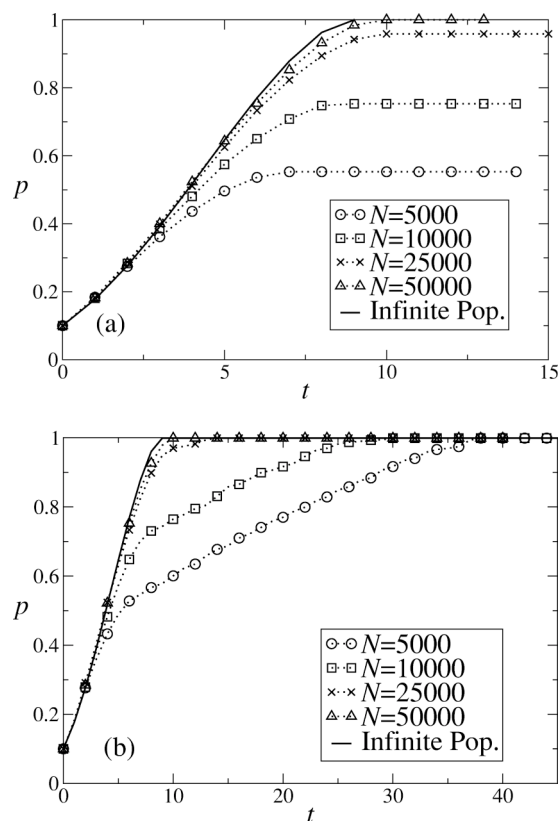 1
0.8
0.6
p
0.4
0.2
0
N=5000
N=10000
N=25000
N=50000
Infinite Pop.
(a)
0 5 10 15
t
1
0.8
0.6
p
0.4
0.2
0
N=5000
N=10000
N=25000
N=50000
Infinite Pop.
(b)
0 10 20 30 40
t